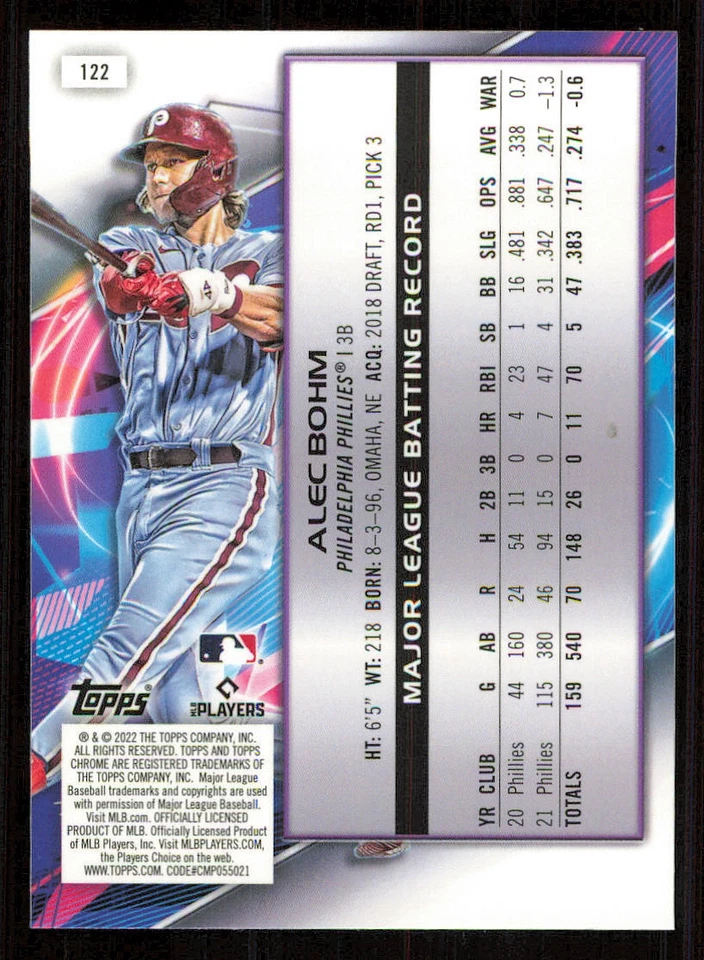 122
P
44
Topps®
MLB PLAYERS
® & © 2022 THE TOPPS COMPANY, INC.
ALL RIGHTS RESERVED. TOPPS AND TOPPS
CHROME ARE REGISTERED TRADEMARKS OF
THE TOPPS COMPANY, INC. Major League
Baseball trademarks and copyrights are used
with permission of Major League Baseball.
Visit MLB.com. OFFICIALLY LICENSED
PRODUCT OF MLB. Officially Licensed Product
of MLB Players, Inc. Visit MLBPLAYERS.COM,
the Players Choice on the web.
WWW.TOPPS.COM. CODE#CMP055021
ALEC BOHM
PHILADELPHIA PHILLIES® | 3B
HT: 6'5" WT: 218 BORN: 8-3-96, OMAHA, NE ACQ: 2018 DRAFT, RD1, PICK 3
MAJOR LEAGUE BATTING RECORD
YR CLUB G AB R H 2B 3B HR RBI SB BB SLG OPS AVG WAR
20 Phillies 44 160 24 54 11 0 4 23 1 16 .481 .881 .338 0.7
21 Phillies 115 380 46 94 15 0 7 47 4 31 .342 .647 .247 -1.3
TOTALS 159 540 70 148 26 0 11 70 5 47 .383 .717 .274 -0.6